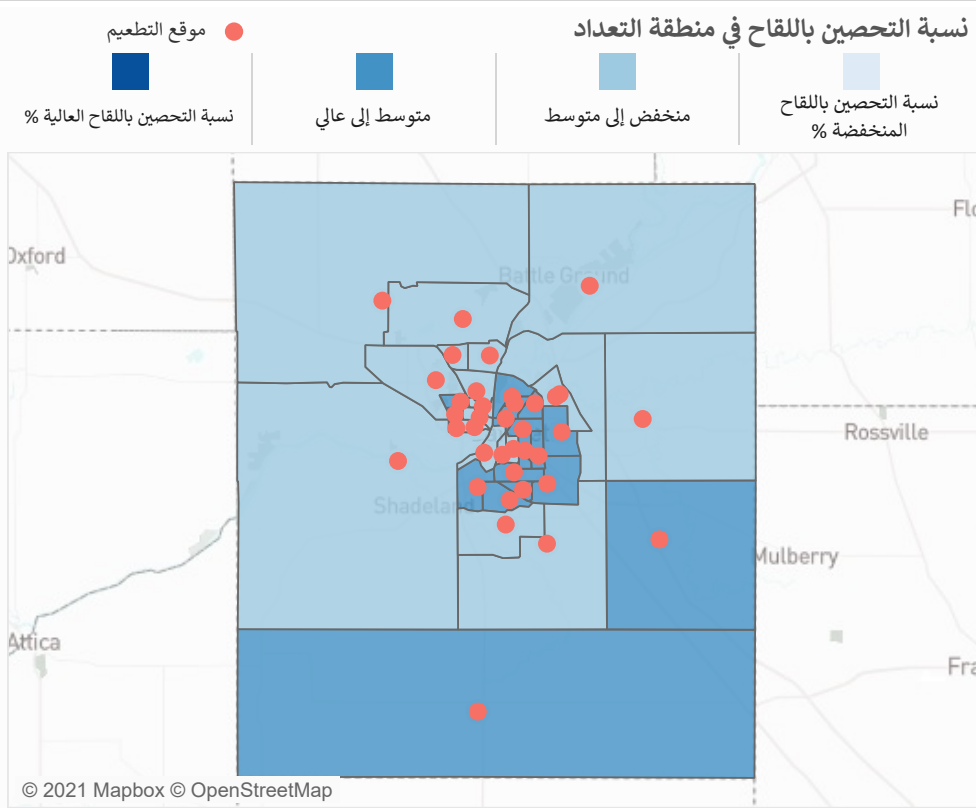 نسبة التحصين باللقاح في منطقة التعداد
موقع التطعيم
نسبة التحصين باللقاح
المنخفضة %
منخفض إلى متوسط
متوسط إلى عالي
نسبة التحصين باللقاح العالية %
Oxford
Battle Ground
Rossville
Shadeland
Mulberry
Attica
© 2021 Mapbox © OpenStreetMap